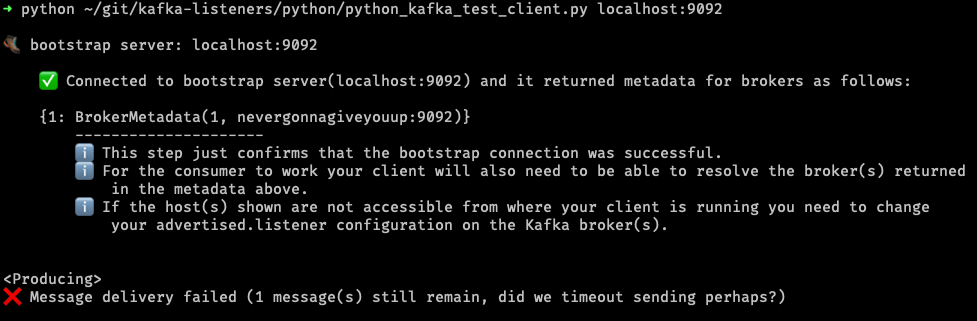 → python ~/git/kafka-listeners/python/python_kafka_test_client.py localhost:9092
🥾 bootstrap server: localhost:9092
✅ Connected to bootstrap server(localhost:9092) and it returned metadata for brokers as follows:
{1: BrokerMetadata(1, nevergonnagiveyouup:9092)}
---------------------
ℹ️ This step just confirms that the bootstrap connection was successful.
ℹ️ For the consumer to work your client will also need to be able to resolve the broker(s) returned
in the metadata above.
ℹ️ If the host(s) shown are not accessible from where your client is running you need to change
your advertised.listener configuration on the Kafka broker(s).
<Producing>
❌ Message delivery failed (1 message(s) still remain, did we timeout sending perhaps?)